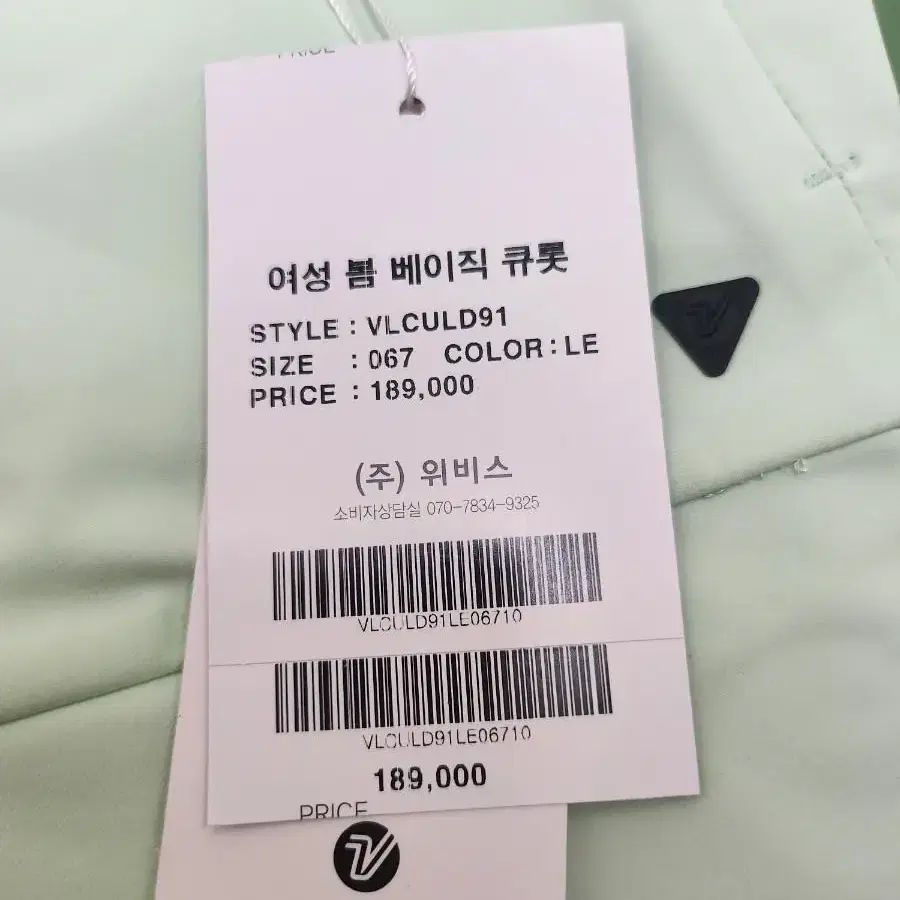 PRICE
여성 봄 베이직 큐롯
STYLE : VLCULD91
SIZE : 067 COLOR : LE
PRICE : 189,000
(주) 위비스
소비자상담실 070-7834-9325
VLCULD91LE06710
VLCULD91LE06710
189,000
PRICE